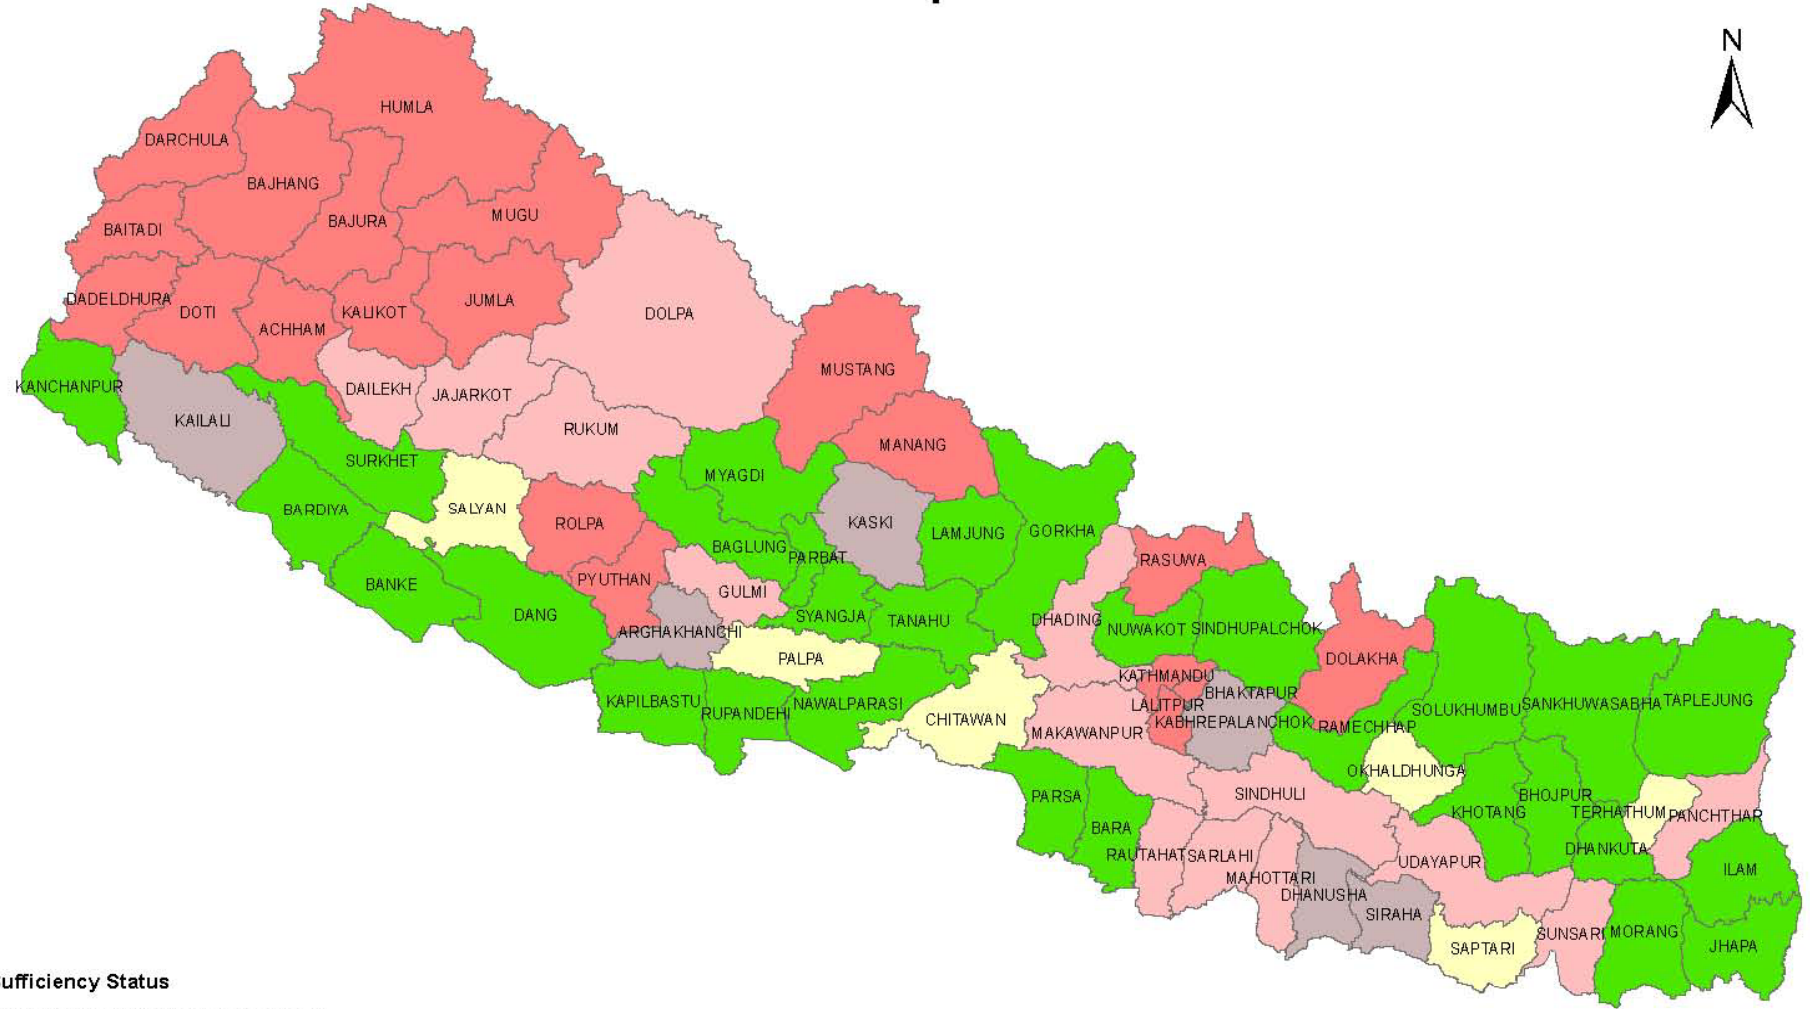 N
HUMLA
DARCHULA
BAJHANG
MUGU
BAJURA
BAITADI
DADELDHURA
DOTI
ACHHAM
KALIKOT
JUMLA
DOLPA
MUSTANG
KANCHANPUR
KAILALI
DAILEKH
JAJARKOT
RUKUM
MANANG
SURKHET
MYAGDI
BARDIYA
SALYAN
ROLPA
KASKI
LAMJUNG
GORKHA
BAGLUNG
PARBAT
RASUWA
BANKE
PYUTHAN
GULMI
DANG
SYANGJA
TANAHU
DHADING
NUWAKOT
SINDHUPALCHOK
ARGHAKHANCHI
PALPA
DOLAKHA
KATHMANDU
BHAKTAPUR
LALITPUR
KABHREPALANCHOK
KAPILBASTU
RUPANDEHI
NAWALPARASI
CHITAWAN
MAKAWANPUR
RAMECHHAP
SOLUKHUMBU
SANKHUWASABHA
TAPLEJUNG
OKHALDHUNGA
PARSA
SINDHULI
BHOJPUR
KHOTANG
TERHATHUM
PANCHTHAR
BARA
RAUTAHAT
SARLAHI
MAHOTTARI
DHANUSHA
UDAYAPUR
DHANKUTA
ILAM
SIRAHA
SAPTARI
SUNSARI
MORANG
JHAPA
ufficiency Status